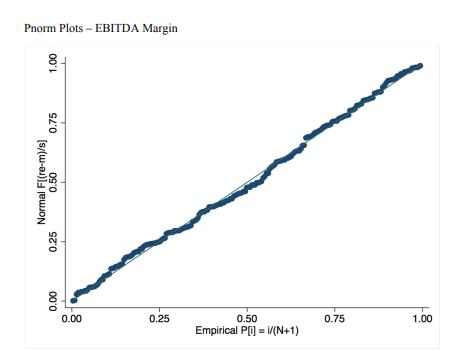 Pnorm Plots – EBITDA Margin
Normal F[(re-m)/s]
1.00
0.75
0.50
0.25
0.00
0.00 0.25 0.50 0.75 1.00
Empirical P[i] = i/(N+1)